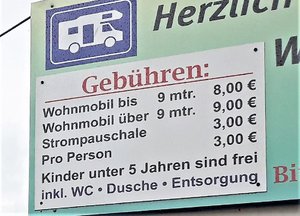 Herzlich
W
Gebühren:
Wohnmobil bis 9 mtr. 8,00 €
Wohnmobil über 9 mtr. 9,00 €
Strompauschale 3,00 €
Pro Person 3,00 €
Kinder unter 5 Jahren sind frei
inkl. WC • Dusche • Entsorgung
Bi